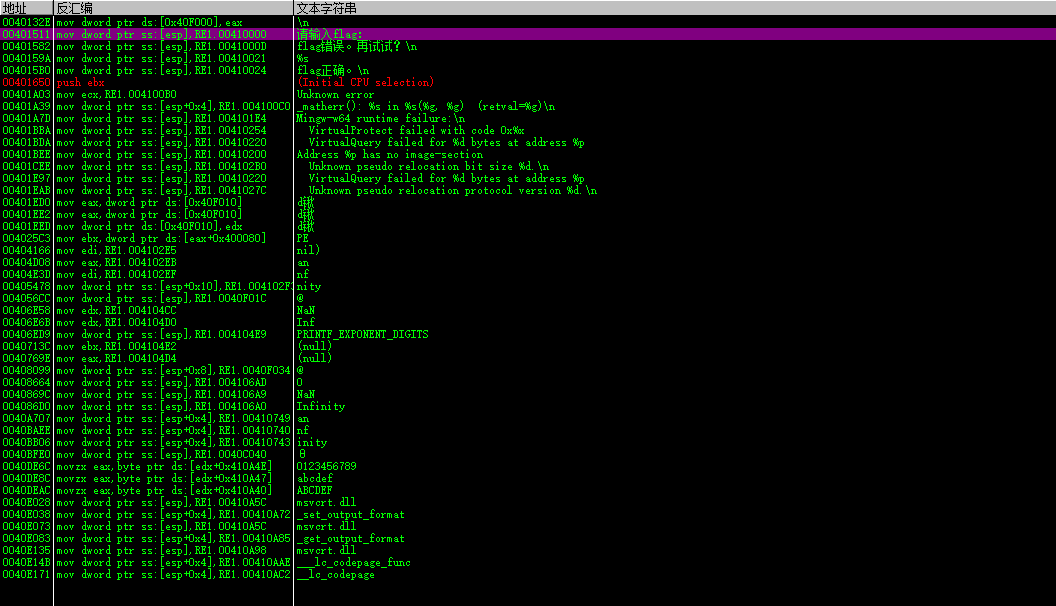 地址 反汇编 文本字符串
0040132E mov dword ptr ds:[0x40F000],eax \n
00401511 mov dword ptr ss:[esp],RE1.00410000 请输入flag:
00401582 mov dword ptr ss:[esp],RE1.0041000D flag错误。再试试？\n
0040159A mov dword ptr ss:[esp],RE1.00410021 %s
004015B0 mov dword ptr ss:[esp],RE1.00410024 flag正确。\n
00401650 push ebx (Initial CPU selection)
00401A03 mov ecx,RE1.004100B0 Unknown error
00401A39 mov dword ptr ss:[esp+0x4],RE1.004100C0 _matherr(): %s in %s(%g, %g)  (retval=%g)\n
00401A7D mov dword ptr ss:[esp],RE1.004101E4 Mingw-w64 runtime failure:\n
00401BBA mov dword ptr ss:[esp],RE1.00410254 VirtualProtect failed with code 0x%x
00401BDA mov dword ptr ss:[esp],RE1.00410220 VirtualQuery failed for %d bytes at address %p
00401BEE mov dword ptr ss:[esp],RE1.00410200 Address %p has no image-section
00401CEE mov dword ptr ss:[esp],RE1.004102B0 Unknown pseudo relocation bit size %d.\n
00401E97 mov dword ptr ss:[esp],RE1.00410220 VirtualQuery failed for %d bytes at address %p
00401EAB mov dword ptr ss:[esp],RE1.0041027C Unknown pseudo relocation protocol version %d.\n
00401ED0 mov eax,dword ptr ds:[0x40F010] d
00401EE2 mov eax,dword ptr ds:[0x40F010] d
00401EED mov dword ptr ds:[0x40F010],edx d
004025C3 mov ebx,dword ptr ds:[eax+0x400080] PE
00404166 mov edi,RE1.004102E5 nil)
00404D08 mov eax,RE1.004102EB an
00404E3D mov edi,RE1.004102EF nf
00405478 mov dword ptr ss:[esp+0x10],RE1.004102F3 nity
004056CC mov dword ptr ss:[esp],RE1.0040F01C @
00406E58 mov edx,RE1.004104CC NaN
00406E6B mov edx,RE1.004104D0 Inf
00406ED9 mov dword ptr ss:[esp],RE1.004104E9 PRINTF_EXPONENT_DIGITS
0040713C mov ebx,RE1.004104E2 (null)
0040769E mov eax,RE1.004104D4 (null)
00408099 mov dword ptr ss:[esp+0x8],RE1.0040F034 @
00408664 mov dword ptr ss:[esp],RE1.004106AD 0
0040869C mov dword ptr ss:[esp],RE1.004106A9 NaN
004086D0 mov dword ptr ss:[esp],RE1.004106A0 Infinity
0040A707 mov dword ptr ss:[esp+0x4],RE1.00410749 an
0040BAEE mov dword ptr ss:[esp+0x4],RE1.00410740 nf
0040BB06 mov dword ptr ss:[esp+0x4],RE1.00410743 inity
0040BFE0 mov dword ptr ss:[esp],RE1.0040C040
0040DE6C movzx eax,byte ptr ds:[edx+0x410A4E] 0123456789
0040DE8C movzx eax,byte ptr ds:[edx+0x410A47] abcdef
0040DEAC movzx eax,byte ptr ds:[edx+0x410A40] ABCDEF
0040E028 mov dword ptr ss:[esp],RE1.00410A5C msvcrt.dll
0040E038 mov dword ptr ss:[esp+0x4],RE1.00410A72 _set_output_format
0040E073 mov dword ptr ss:[esp],RE1.00410A5C msvcrt.dll
0040E083 mov dword ptr ss:[esp+0x4],RE1.00410A85 _get_output_format
0040E135 mov dword ptr ss:[esp],RE1.00410A98 msvcrt.dll
0040E14B mov dword ptr ss:[esp+0x4],RE1.00410AAE ___lc_codepage_func
0040E171 mov dword ptr ss:[esp+0x4],RE1.00410AC2 __lc_codepage